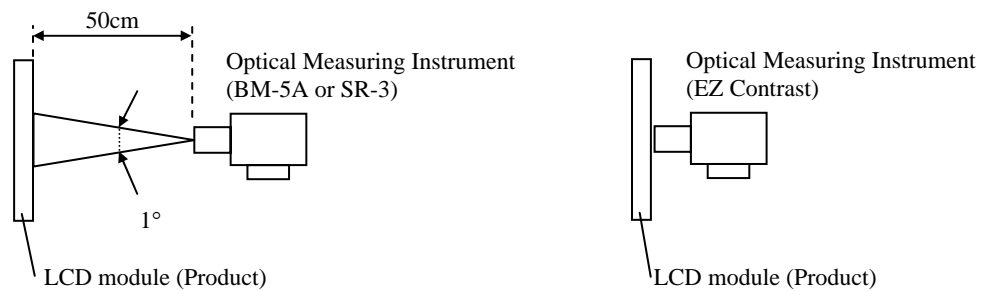 50cm
Optical Measuring Instrument
(BM-5A or SR-3)
1°
LCD module (Product)
Optical Measuring Instrument
(EZ Contrast)
LCD module (Product)